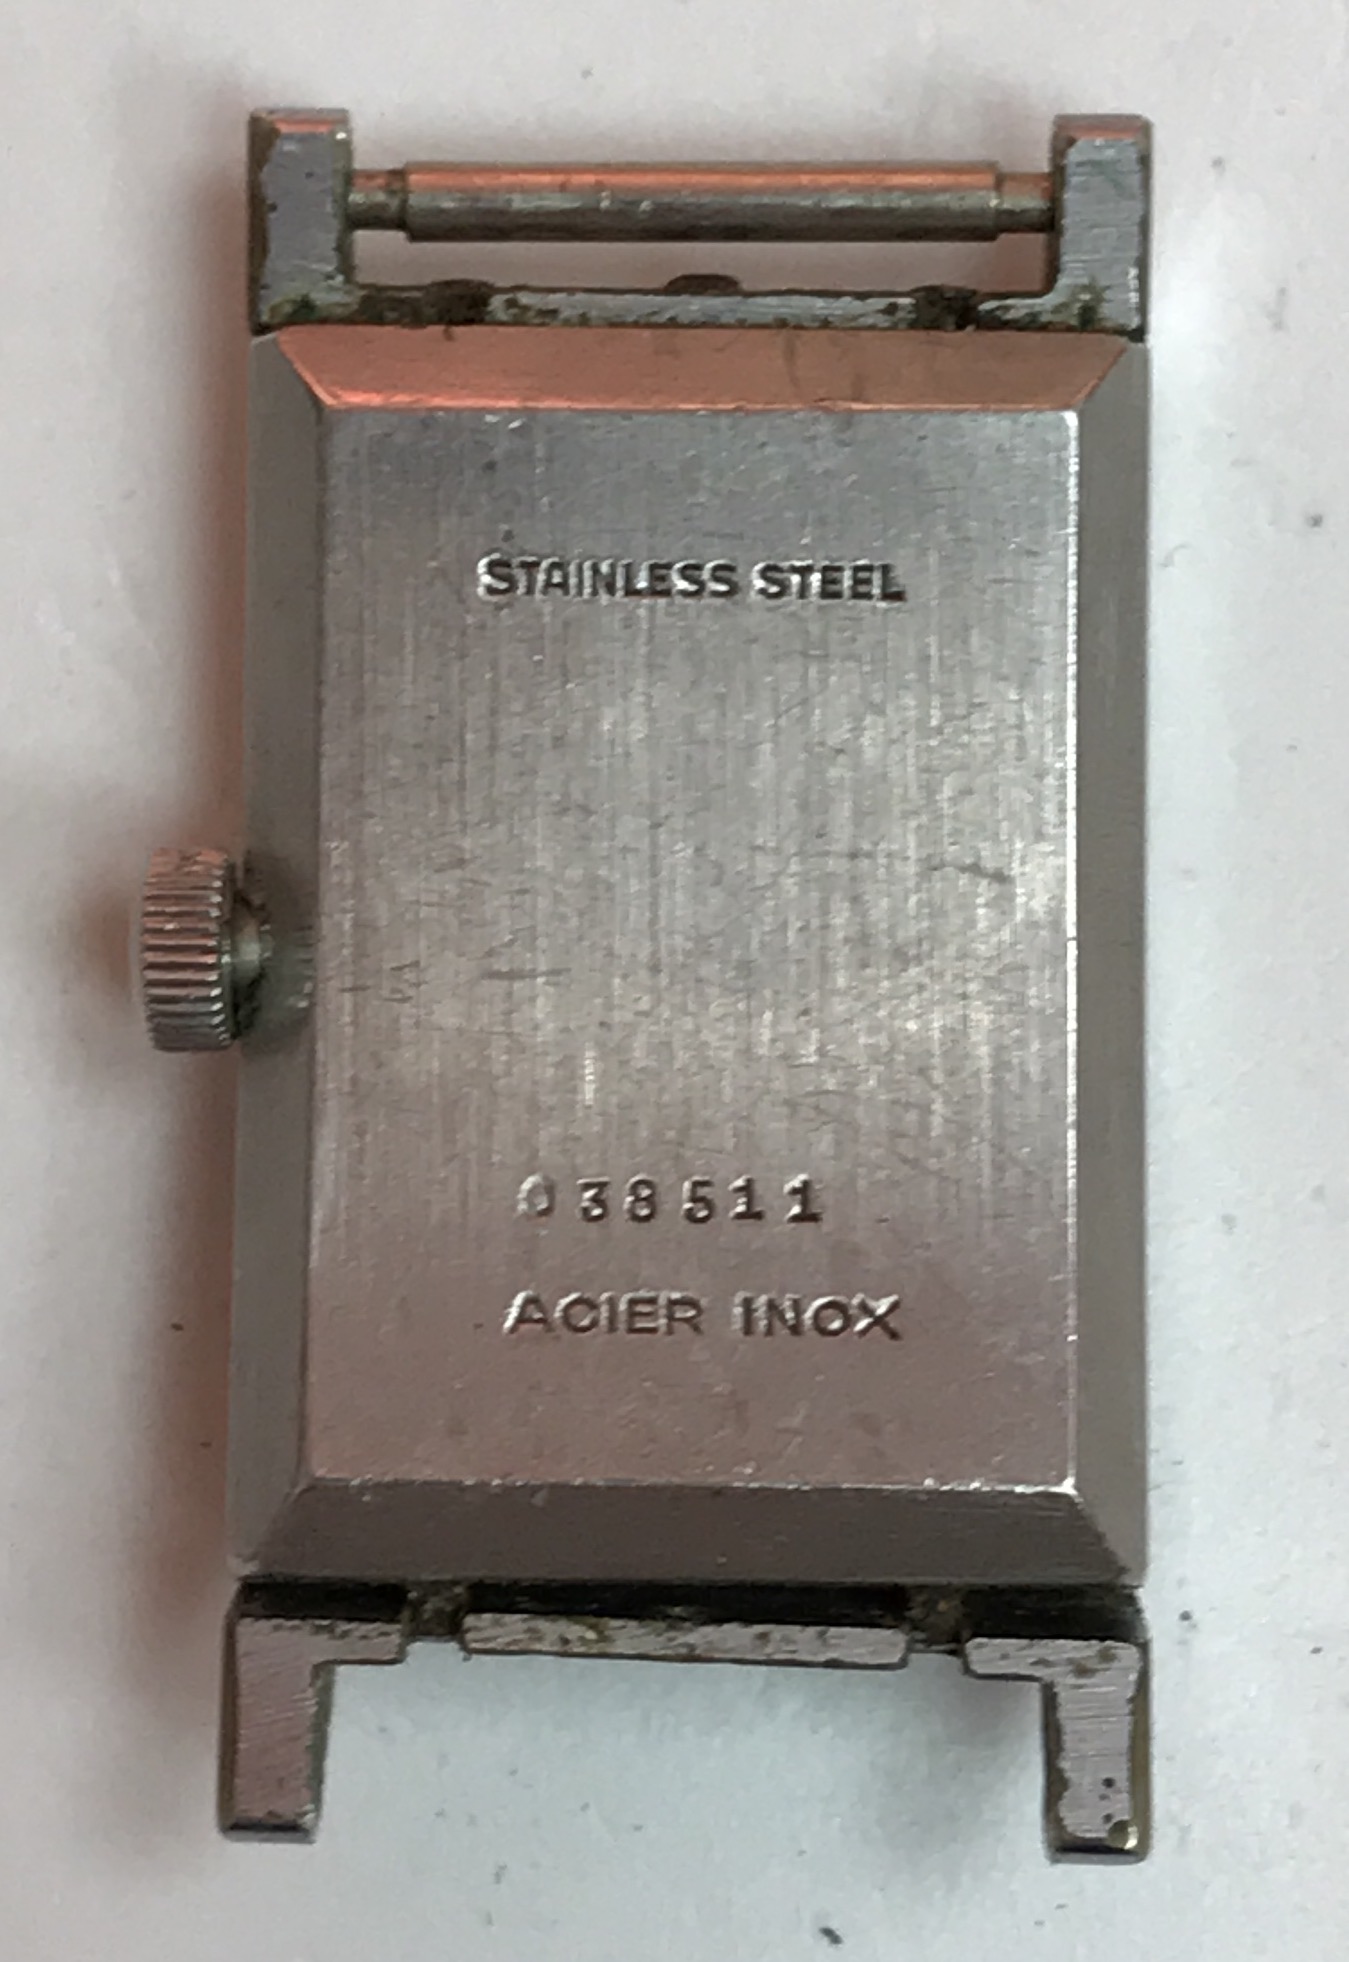 STAINLESS STEEL
038511
ACIER INOX